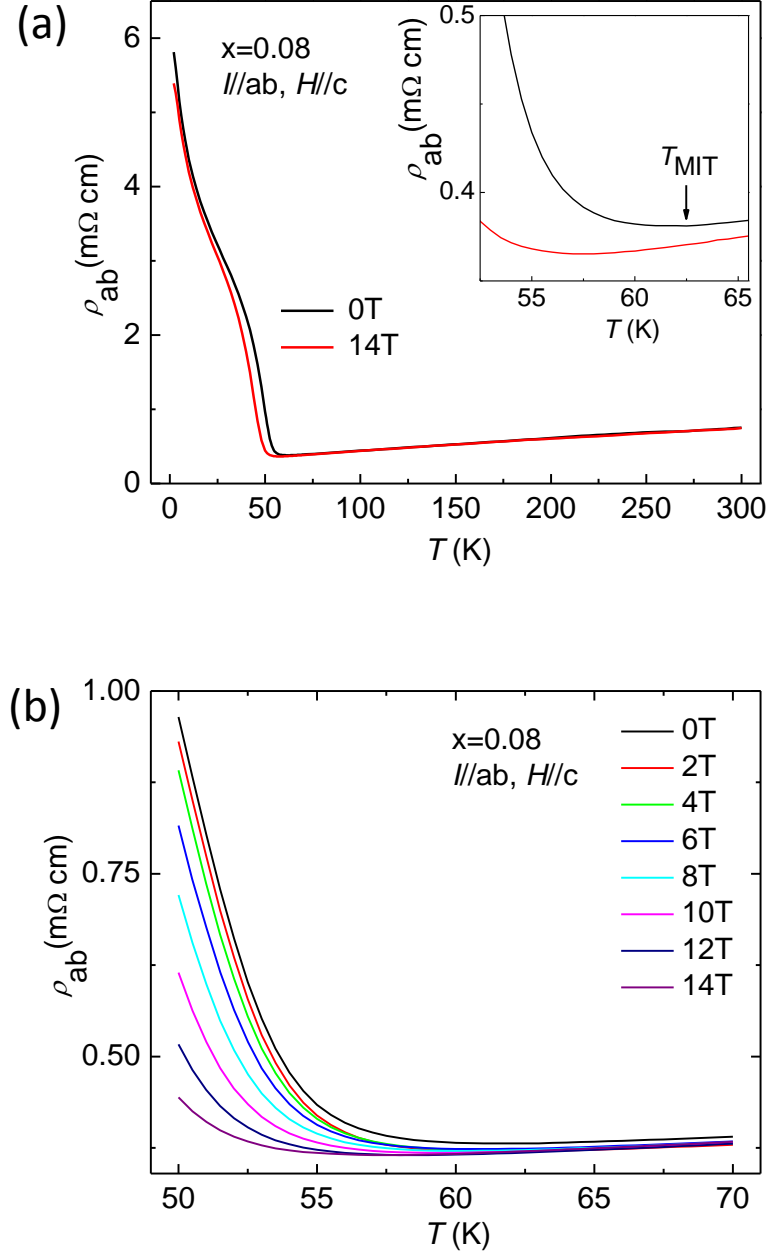 (a)
x=0.08
I//ab, H//c
0T
14T
ρab(mΩ cm)
6
4
2
0
0 50 100 150 200 250 300
T (K)
ρab(mΩ cm)
0.5
0.4
TMIT
55 60 65
T (K)
(b)
x=0.08
I//ab, H//c
0T
2T
4T
6T
8T
10T
12T
14T
ρab(mΩ cm)
1.00
0.75
0.50
50 55 60 65 70
T (K)